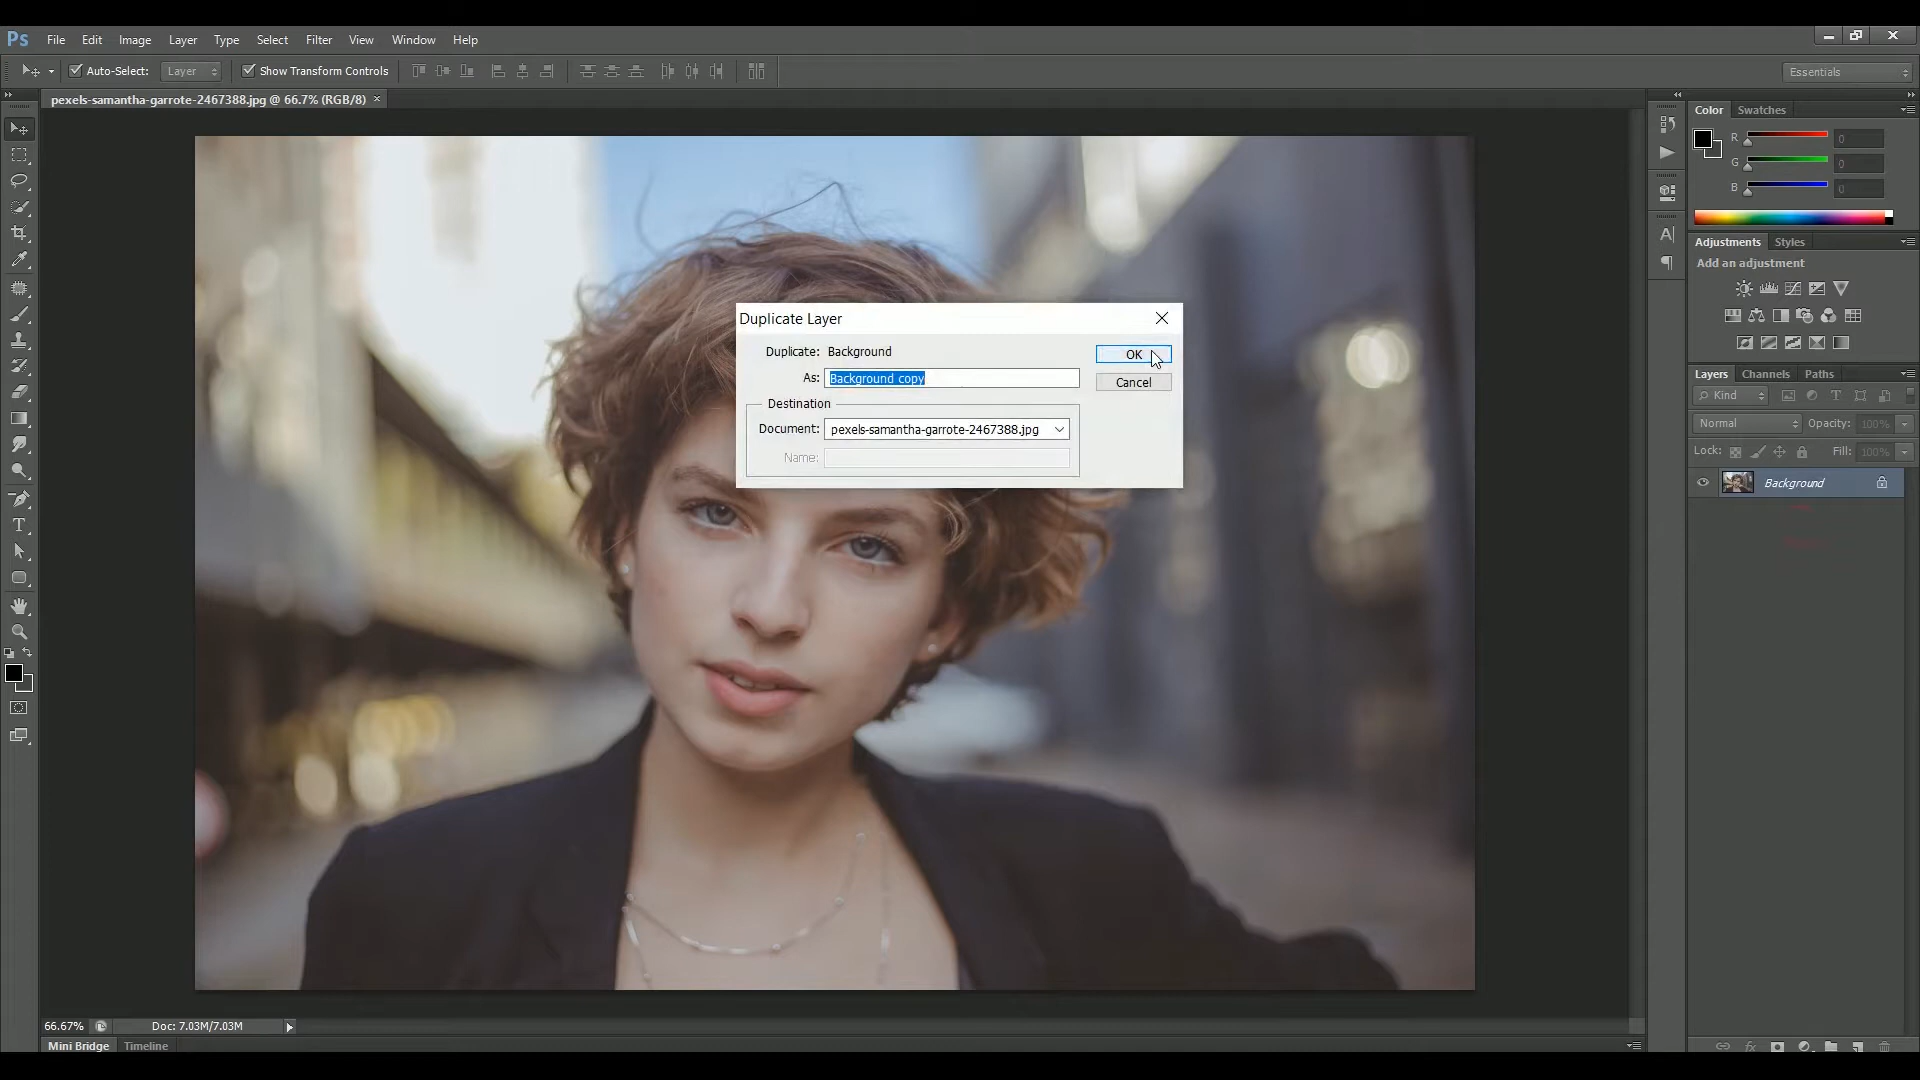 Ps File Edit Image Layer Type Select Filter View Window Help
Auto-Select: Layer Show Transform Controls Essentials
pexels-samantha-garrote-2467388.jpg @ 66.7% (RGB/8) ×
Color Swatches
R 0
G 0
B 0
Adjustments Styles
Add an adjustment
Layers Channels Paths
Kind
Normal Opacity: 100%
Lock: Fill: 100%
Background
Duplicate Layer
Duplicate: Background
As: Background copy
OK
Cancel
Destination
Document: pexels-samantha-garrote-2467388.jpg
Name:
66.67% Doc: 7.03M/7.03M
Mini Bridge Timeline